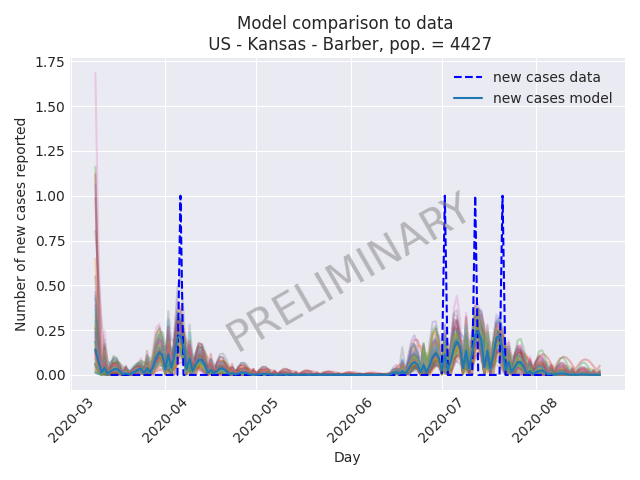 Model comparison to data
US - Kansas - Barber, pop. = 4427
1.75
1.50
1.25
1.00
0.75
0.50
0.25
0.00
Number of new cases reported
new cases data
new cases model
PRELIMINARY
2020-03
2020-04
2020-05
2020-06
2020-07
2020-08
Day